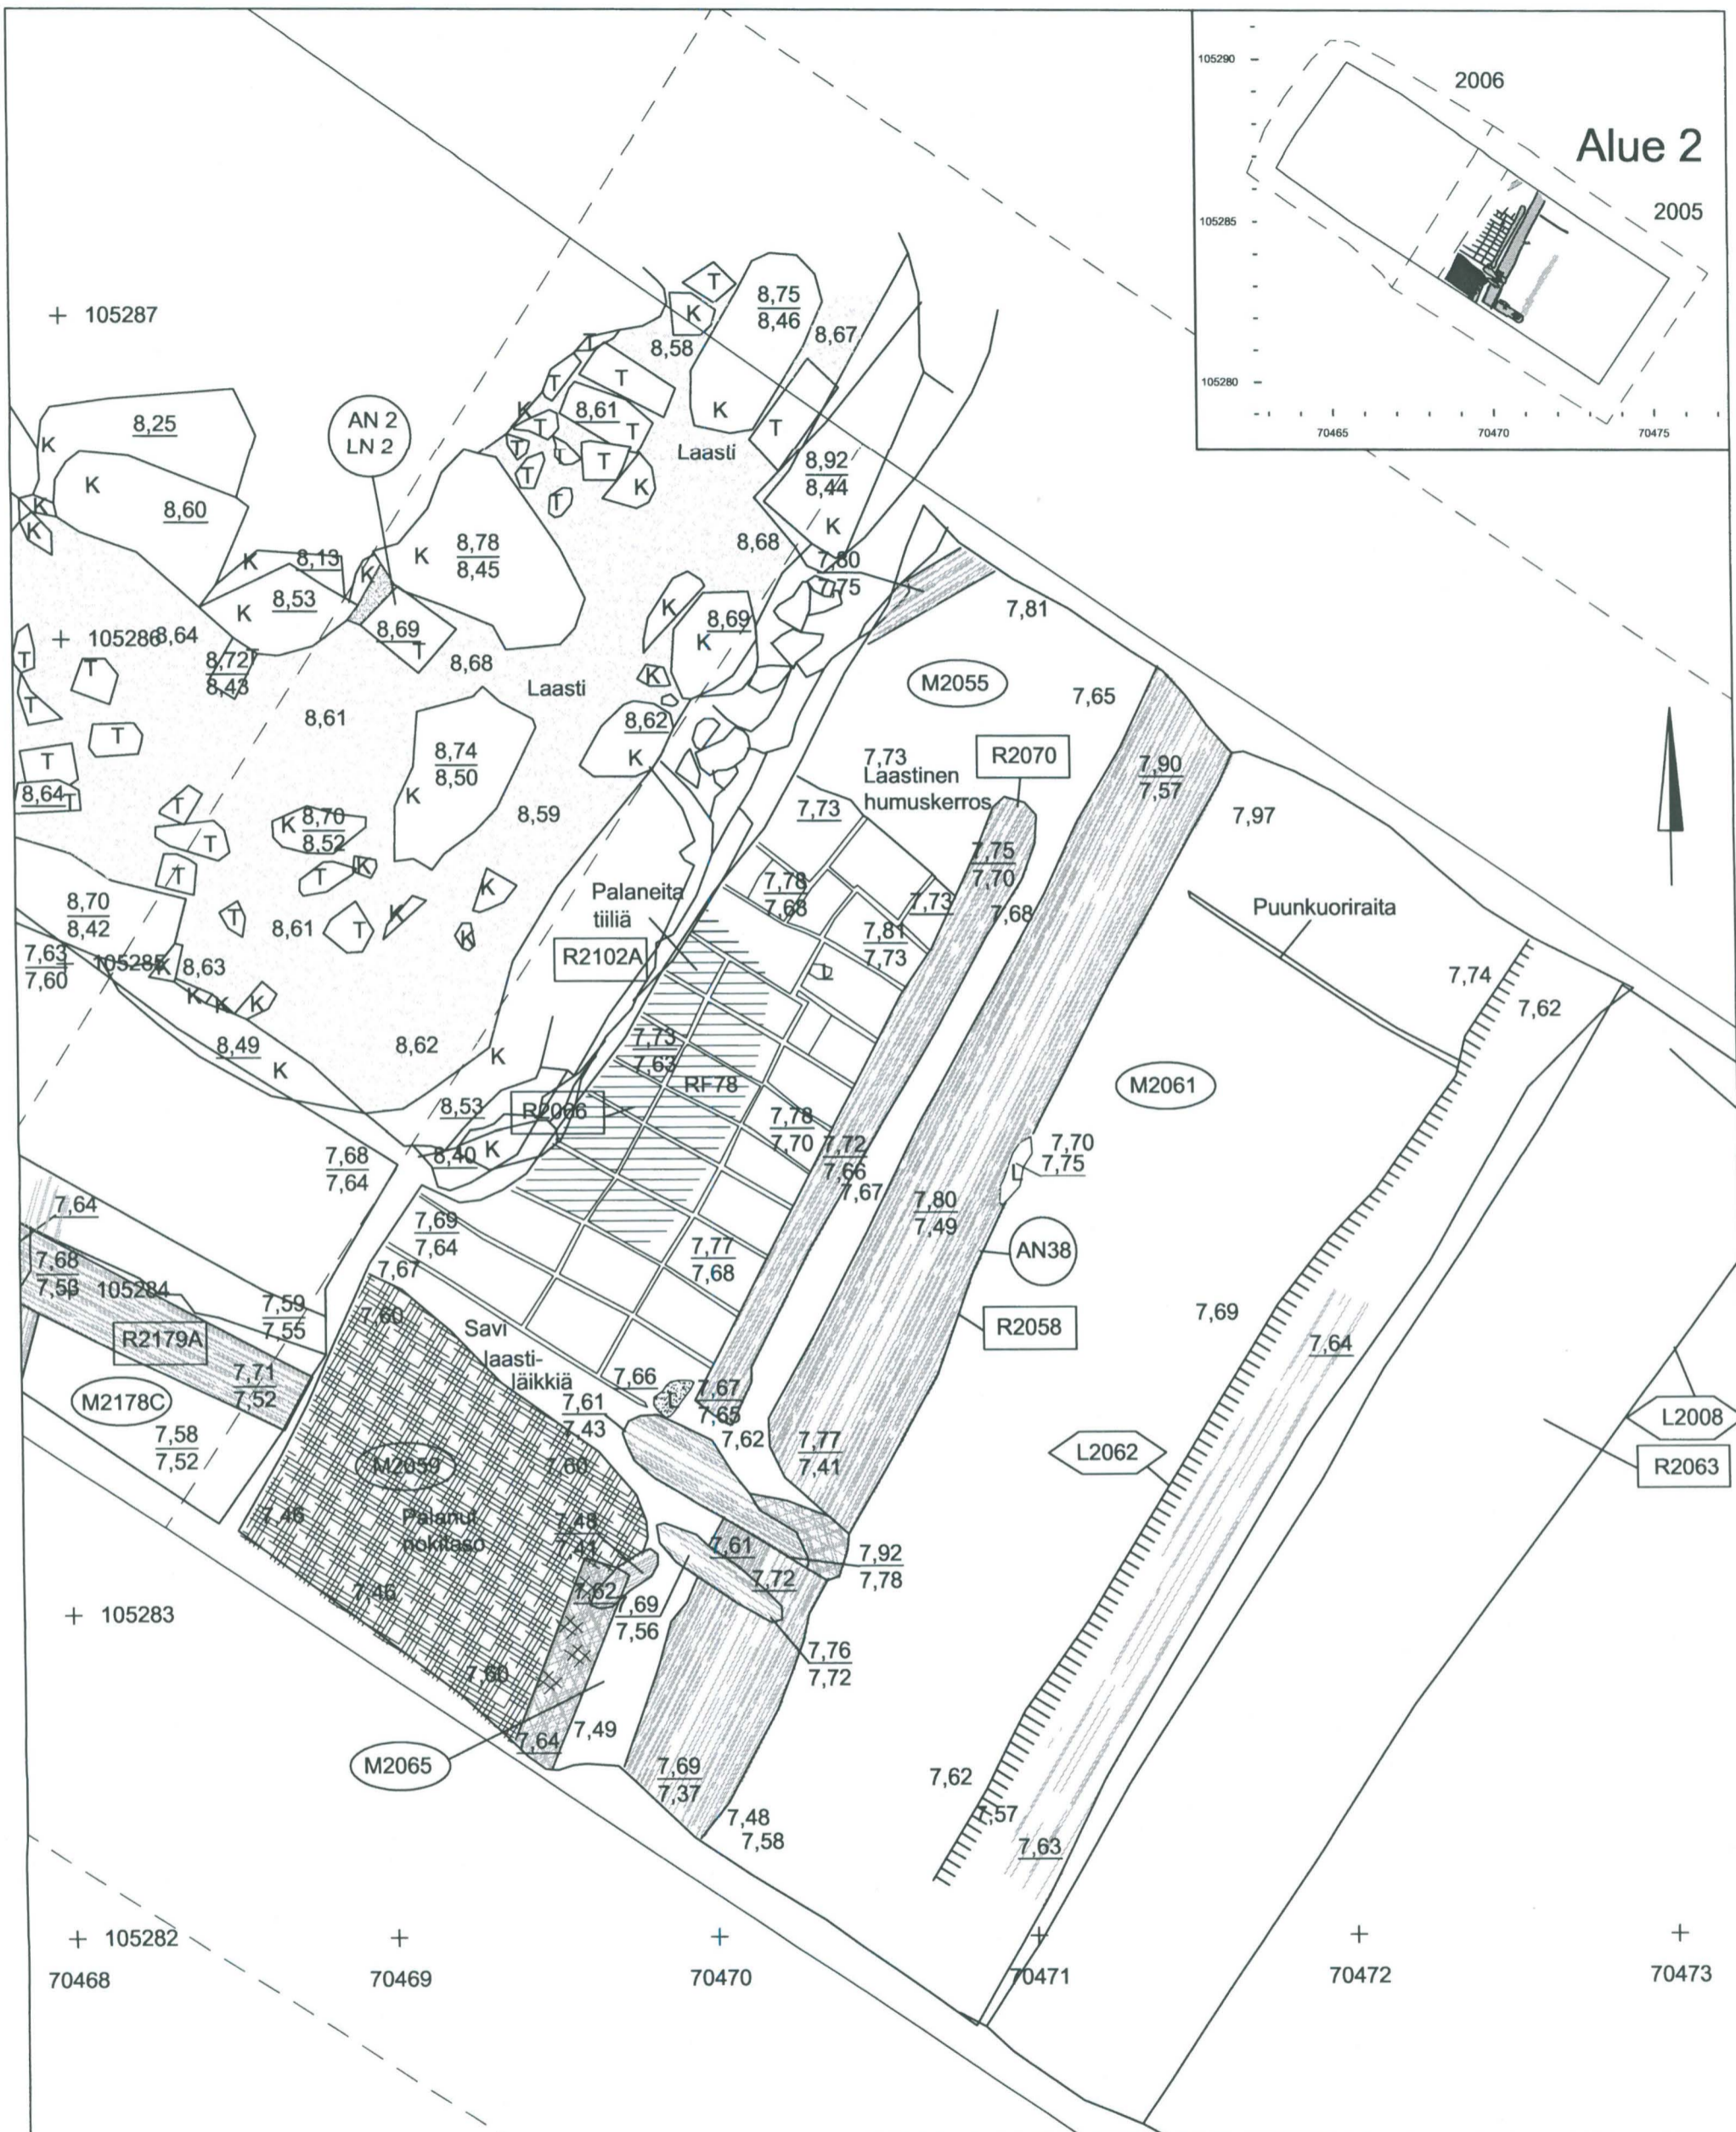 105290
2006
Alue 2
2005
105285
105280
70465
70470
70475
105287
T
K
8,75
8,46
8,67
8,58
T
T
T
K
8,61
T
K
T
T
8,25
K
AN 2
LN 2
T
T
T
T
K
Laasti
8,92
8,44
K
K
8,60
K
K
T
8,68
K
8,13
K
K
8,78
8,45
7,80
7,75
K
8,53
K
8,69
K
7,81
105286
8,64
8,69
T
T
T
8,72
T
8,43
8,68
K
M2055
7,65
Laasti
T
8,61
8,62
K
T
T
8,74
8,50
K
7,73
Laastinen
humuskerros
R2070
7,90
7,57
8,64
T
T
K
8,70
8,52
8,59
7,73
7,97
T
K
7,75
7,70
T
T
K
K
Palaneita
tiiliä
7,78
7,68
7,73
7,68
Puunkuoriraita
8,70
8,42
T
8,61
T
K
7,81
7,73
7,63
7,60
105285
K
8,63
R2102A
L
7,74
K
K
K
7,62
8,49
K
8,62
K
7,73
7,63
RF78
M2061
8,53
R2066
7,78
7,70
7,72
7,66
7,70
7,75
L
8,40
K
7,68
7,64
7,67
7,64
7,69
7,64
7,80
7,49
AN38
7,68
7,53
105284
7,67
7,77
7,68
7,59
7,55
7,60
7,69
R2179A
Savi
laasti-
läikkiä
R2058
7,64
7,71
7,52
7,66
L
7,67
7,65
M2178C
7,61
7,43
7,62
L2008
7,58
7,52
M2059
7,60
7,77
7,41
L2062
R2063
7,46
Palanut
nokitaso
7,48
7,41
7,61
7,92
7,78
7,46
7,62
7,72
105283
7,69
7,56
7,60
7,76
7,72
7,49
7,64
M2065
7,69
7,37
7,62
7,48
7,58
7,57
7,63
105282
70468
70469
70470
70471
70472
70473